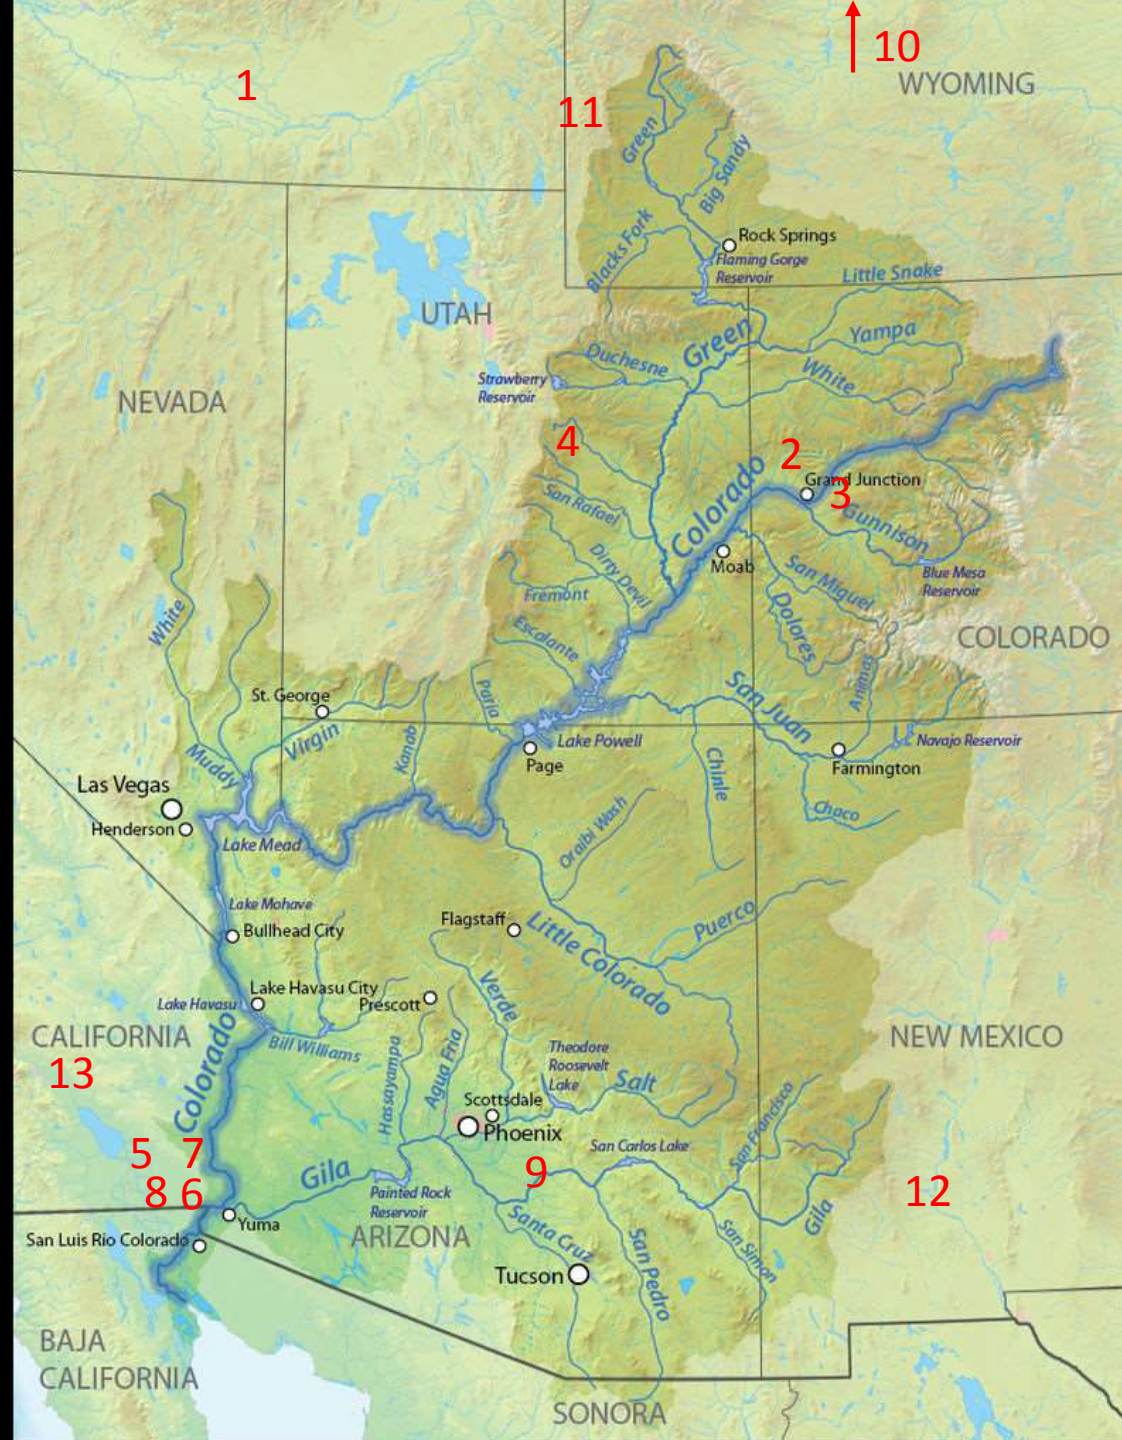 10
WYOMING
1
11
Green
Big Sandy
Blacks Fork
Rock Springs
Flaming Gorge
Reservoir
Little Snake
UTAH
Green
Yampa
Duchesne
White
Strawberry
Reservoir
NEVADA
4
2
Grand Junction
3
Colorado
San Rafael
Gunnison
Dirty Devil
Moab
San Miguel
Blue Mesa
Reservoir
Fremont
Dolores
White
Escalante
COLORADO
Animas
St. George
Paria
San Juan
Virgin
Kanab
Lake Powell
Page
Navajo Reservoir
Farmington
Muddy
Las Vegas
Henderson
Chinle
Chaco
Lake Mead
Oraibi Wash
Lake Mohave
Bullhead City
Flagstaff
Little Colorado
Puerco
Lake Havasu City
Lake Havasu
Prescott
Verde
CALIFORNIA
NEW MEXICO
13
Colorado
Bill Williams
Hassayampa
Agua Fria
Theodore
Roosevelt
Lake
Salt
Scottsdale
Phoenix
San Francisco
5
7
San Carlos Lake
Gila
9
8
6
Painted Rock
Reservoir
12
Gila
Yuma
ARIZONA
Santa Cruz
San Simon
San Luis Rio Colorado
San Pedro
Tucson
BAJA
CALIFORNIA
SONORA